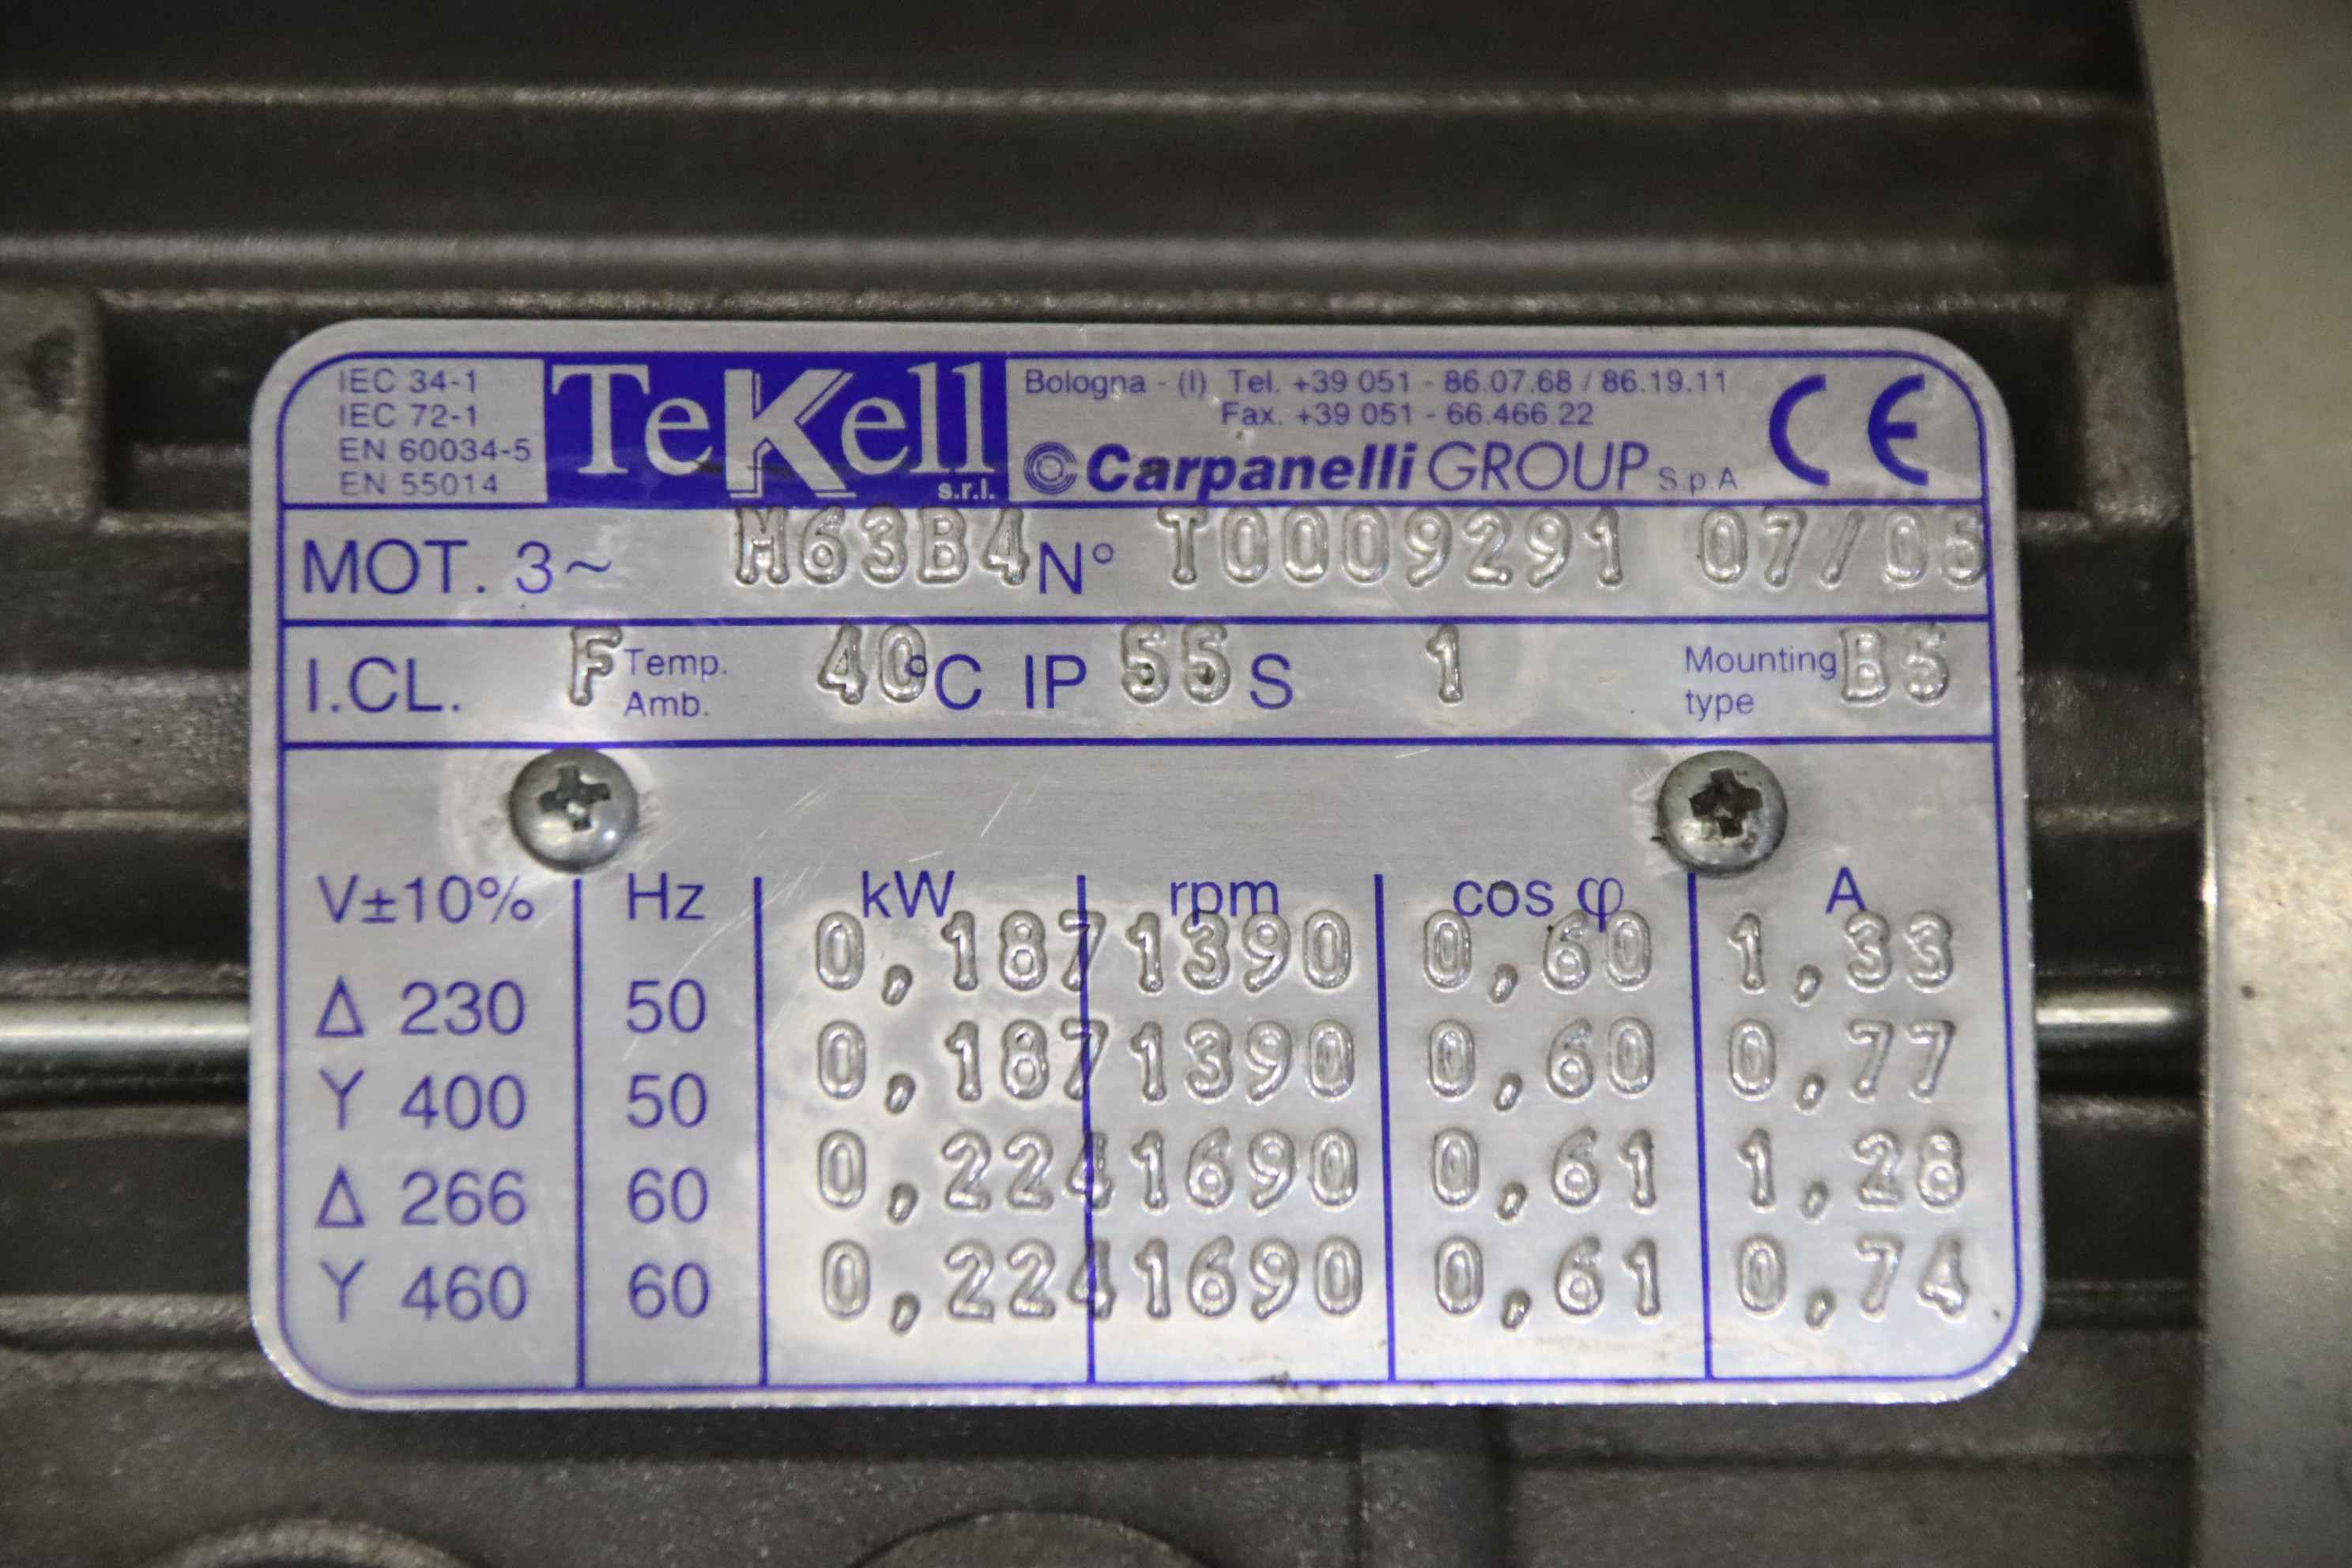 IEC 34-1
IEC 72-1
EN 60034-5
EN 55014
TeKell
s.r.l.
Bologna - (I) Tel. +39 051 - 86.07.68 / 86.19.11
Fax. +39 051 - 66.466.22
Carpanelli GROUP S.p.A
CE
MOT. 3~ M63B4 N° T0009291 07/05
I.CL. F Temp. Amb. 40°C IP 55 S 1 Mounting type B5
V±10% Hz kW rpm cos φ A
Δ 230 50 0,187 1390 0,60 1,33
Y 400 50 0,187 1390 0,60 0,77
Δ 266 60 0,224 1690 0,61 1,28
Y 460 60 0,224 1690 0,61 0,74